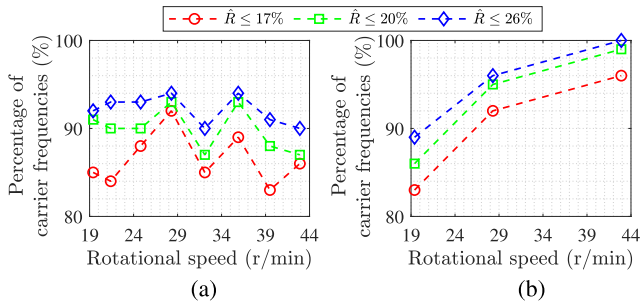 R̂ ≤ 17% R̂ ≤ 20% R̂ ≤ 26%
Percentage of
carrier frequencies (%)
100
90
80
19 24 29 34 39 44
Rotational speed (r/min)
(a)
Percentage of
carrier frequencies (%)
100
90
80
19 24 29 34 39 44
Rotational speed (r/min)
(b)